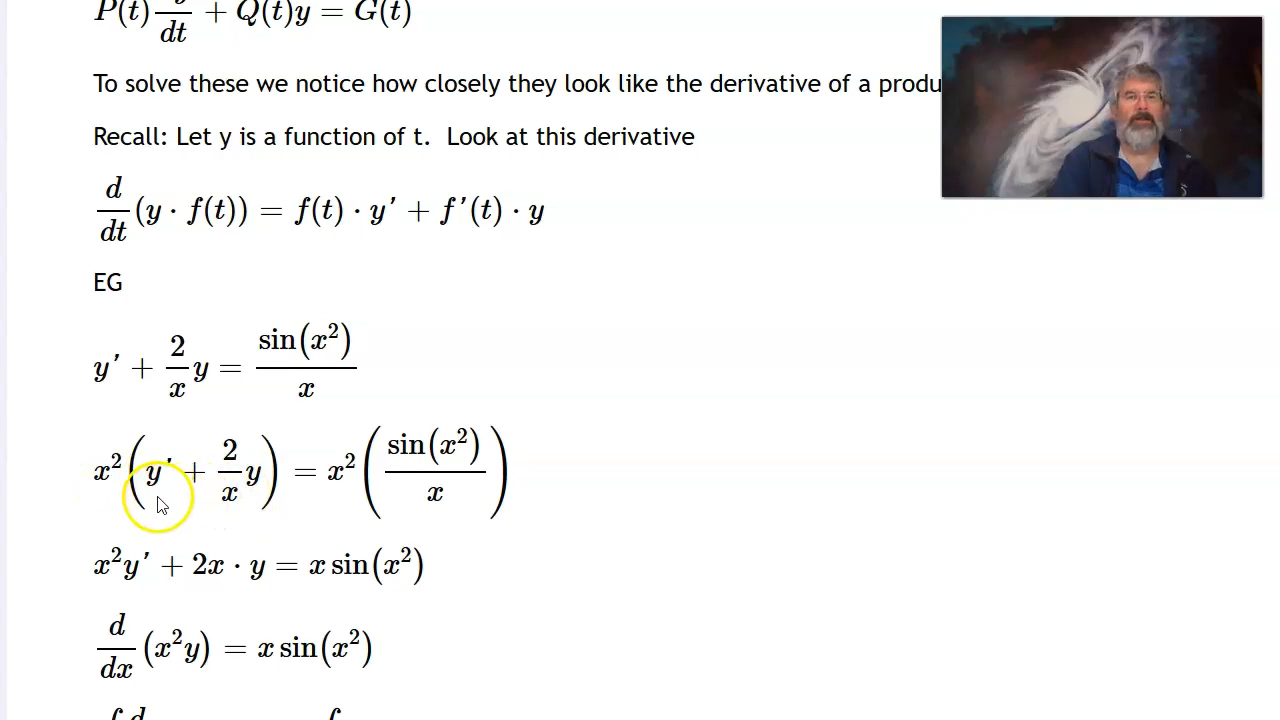 P(t) dy/dt + Q(t)y = G(t)
To solve these we notice how closely they look like the derivative of a produ
Recall: Let y is a function of t. Look at this derivative
d/dt (y · f(t)) = f(t) · y' + f'(t) · y
EG
y' + 2/x y = sin(x²)/x
x²(y' + 2/x y) = x²(sin(x²)/x)
x²y' + 2x · y = x sin(x²)
d/dx (x²y) = x sin(x²)